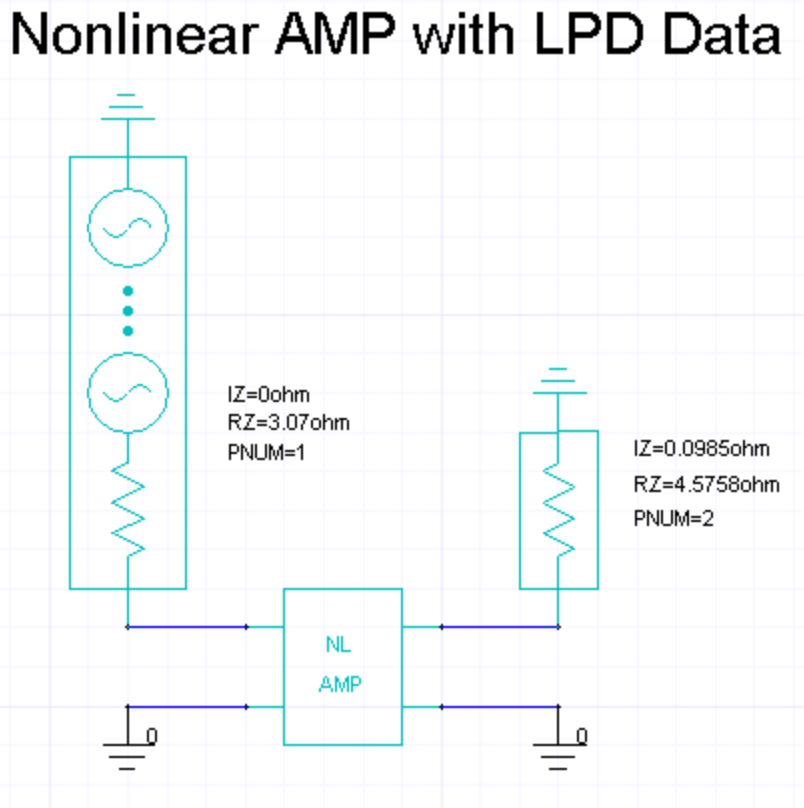 Nonlinear AMP with LPD Data
IZ=0ohm
RZ=3.07ohm
PNUM=1
IZ=0.0985ohm
RZ=4.5758ohm
PNUM=2
NL
AMP
0
0